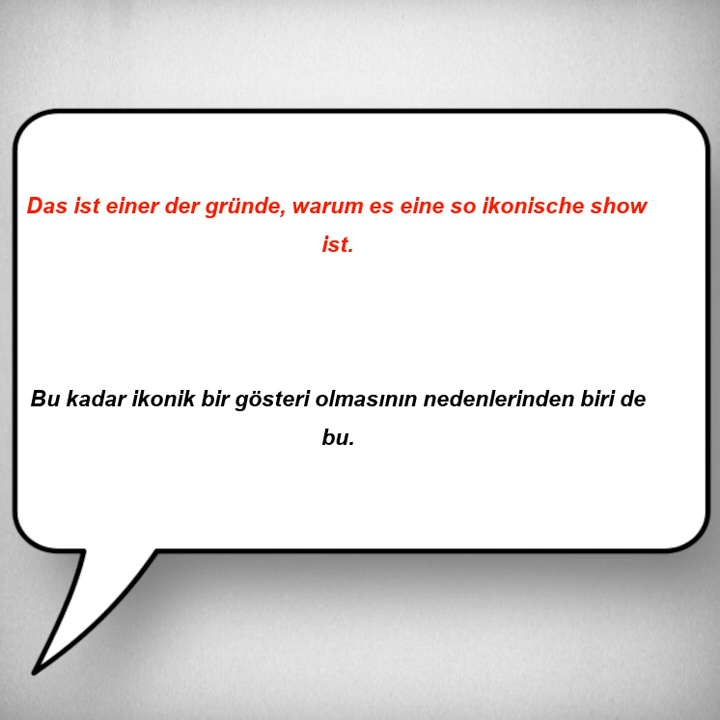 Das ist einer der gründe, warum es eine so ikonische show
ist.
Bu kadar ikonik bir gösteri olmasının nedenlerinden biri de
bu.